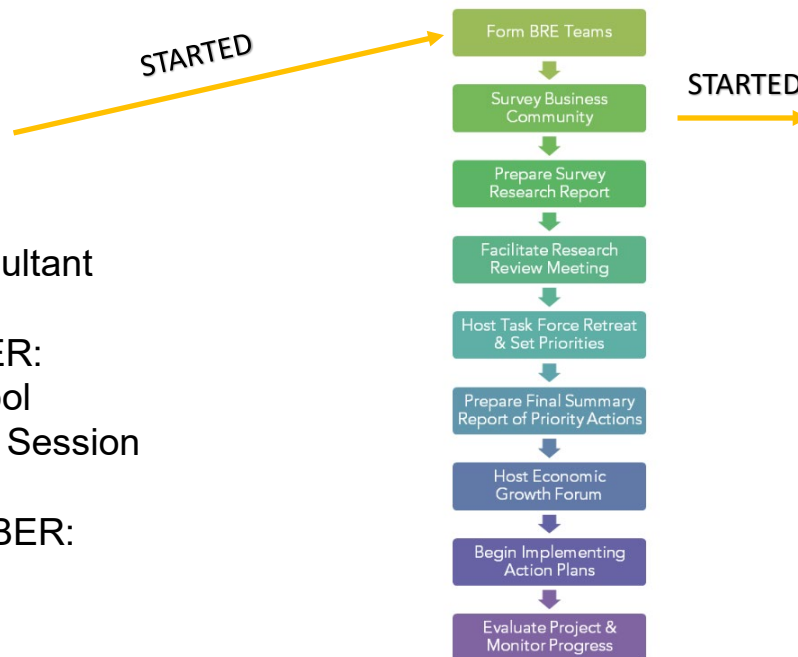 STARTED
ultant
ER:
ol
Session
BER:
Form BRE Teams
Survey Business
Community
Prepare Survey
Research Report
Facilitate Research
Review Meeting
Host Task Force Retreat
& Set Priorities
Prepare Final Summary
Report of Priority Actions
Host Economic
Growth Forum
Begin Implementing
Action Plans
Evaluate Project &
Monitor Progress
STARTED